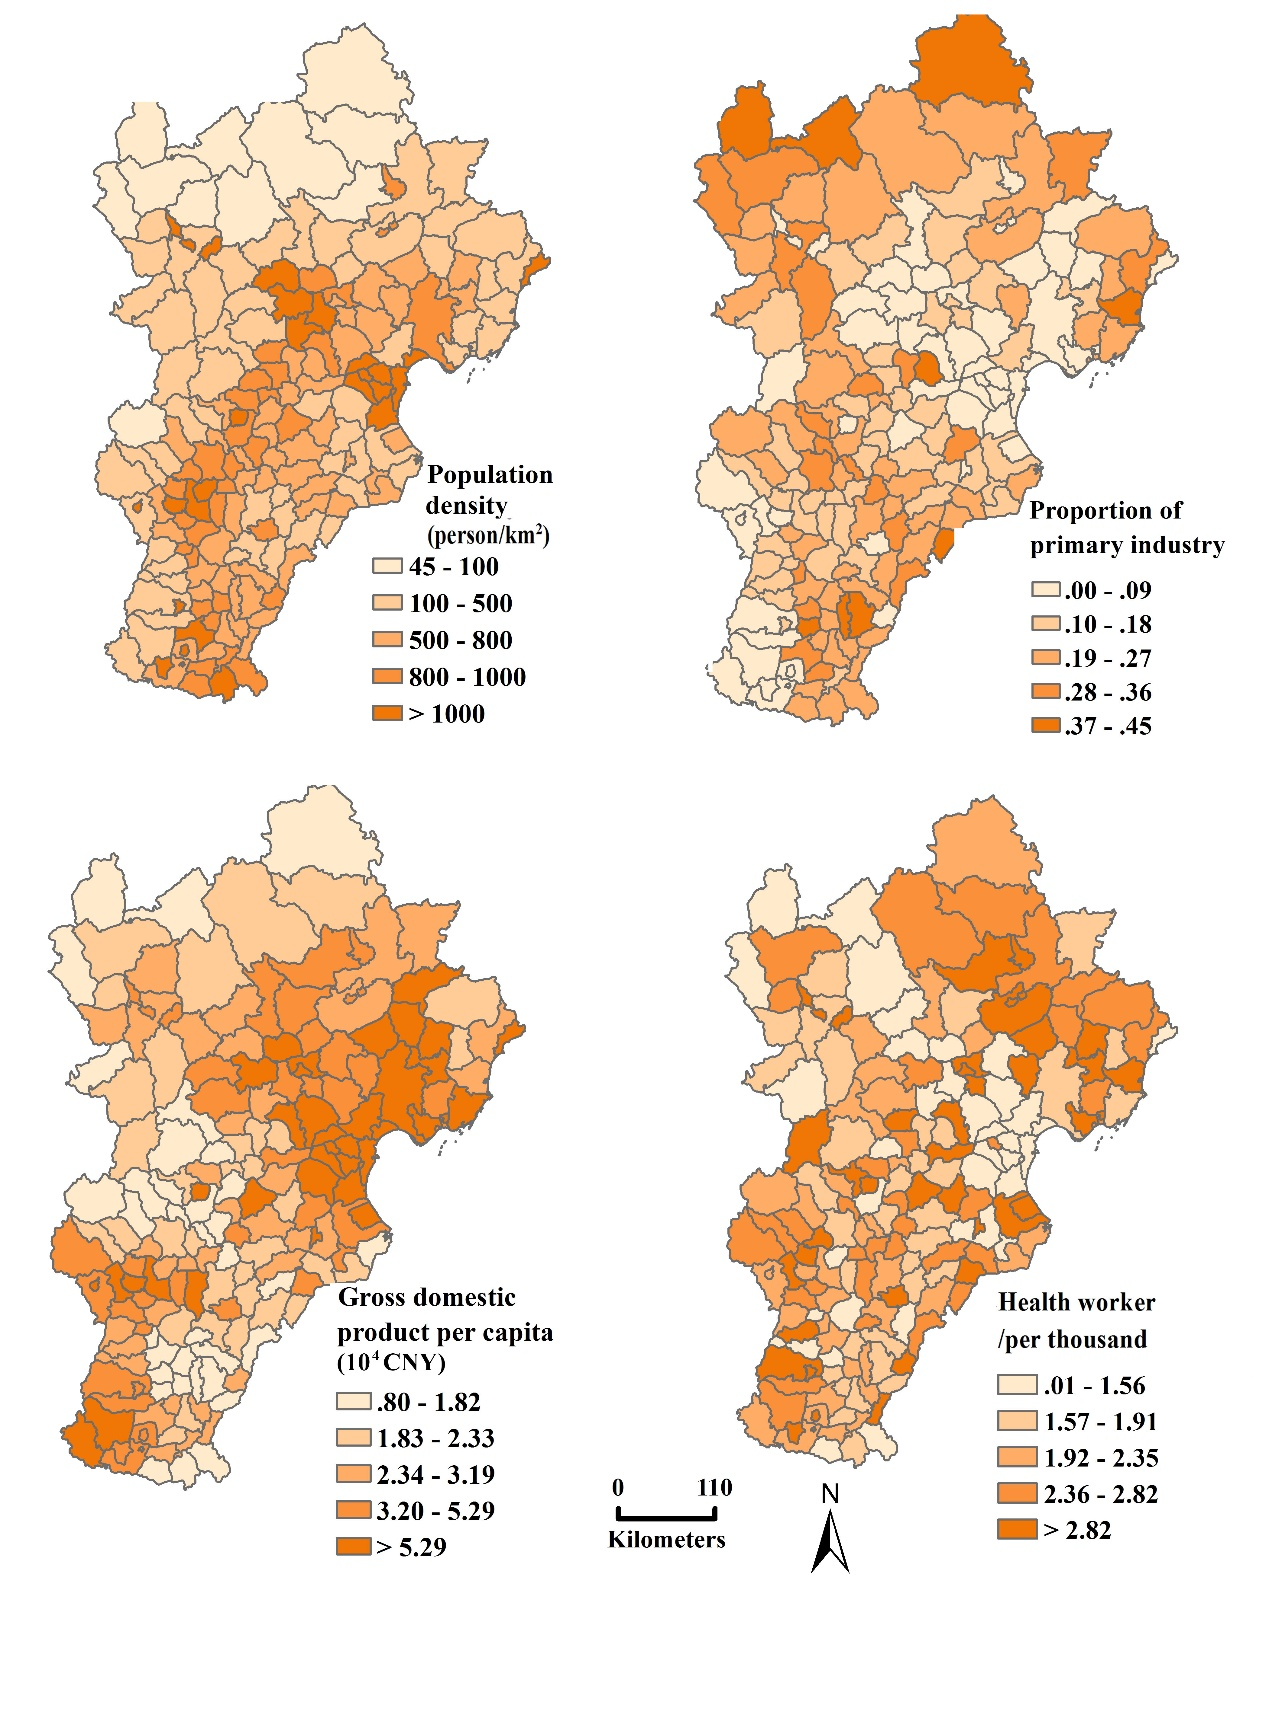 Population
density
(person/km²)
45 - 100
100 - 500
500 - 800
800 - 1000
> 1000
Proportion of
primary industry
.00 - .09
.10 - .18
.19 - .27
.28 - .36
.37 - .45
Gross domestic
product per capita
(10⁴ CNY)
.80 - 1.82
1.83 - 2.33
2.34 - 3.19
3.20 - 5.29
> 5.29
Health worker
/per thousand
.01 - 1.56
1.57 - 1.91
1.92 - 2.35
2.36 - 2.82
> 2.82
0 110
Kilometers
N